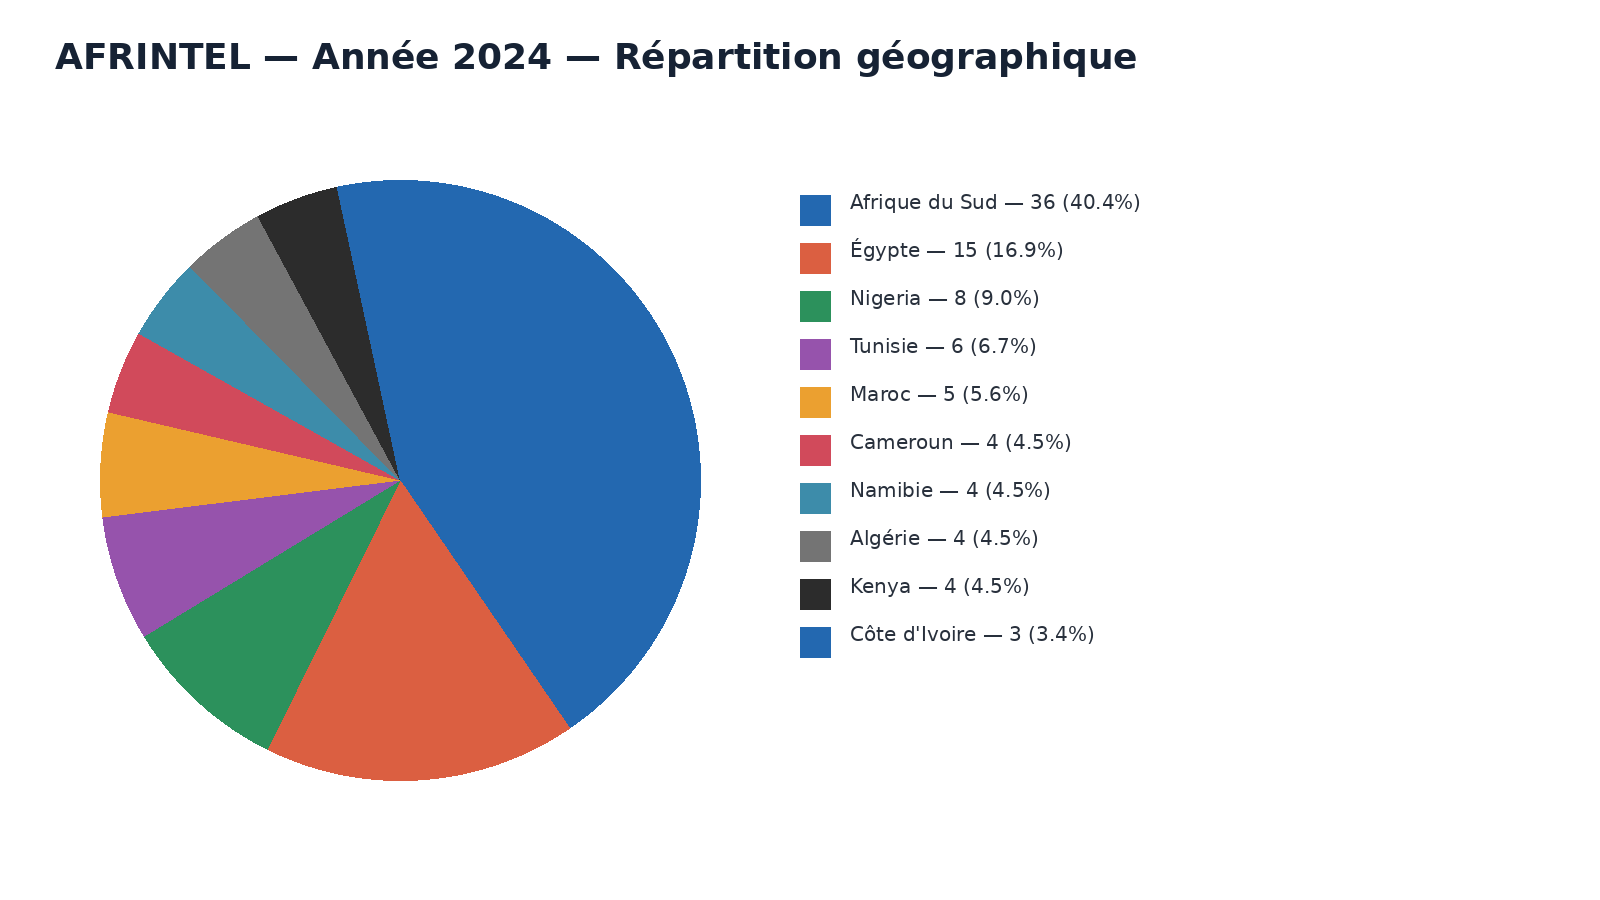 AFRINTEL — Année 2024 — Répartition géographique
Afrique du Sud — 36 (40.4%)
Égypte — 15 (16.9%)
Nigeria — 8 (9.0%)
Tunisie — 6 (6.7%)
Maroc — 5 (5.6%)
Cameroun — 4 (4.5%)
Namibie — 4 (4.5%)
Algérie — 4 (4.5%)
Kenya — 4 (4.5%)
Côte d'Ivoire — 3 (3.4%)